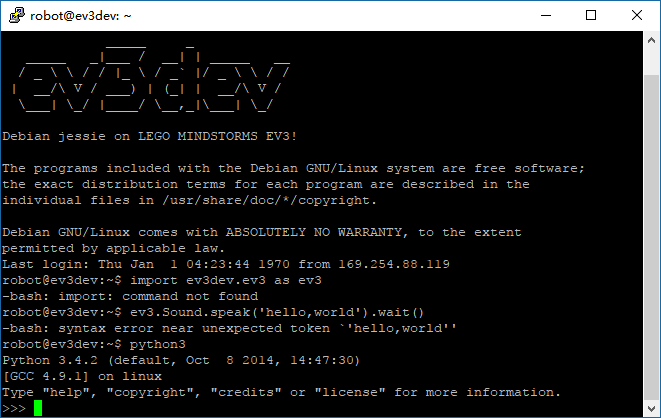 robot@ev3dev: ~
ev3dev
Debian jessie on LEGO MINDSTORMS EV3!
The programs included with the Debian GNU/Linux system are free software;
the exact distribution terms for each program are described in the
individual files in /usr/share/doc/*/copyright.
Debian GNU/Linux comes with ABSOLUTELY NO WARRANTY, to the extent
permitted by applicable law.
Last login: Thu Jan  1 04:23:44 1970 from 169.254.88.119
robot@ev3dev:~$ import ev3dev.ev3 as ev3
-bash: import: command not found
robot@ev3dev:~$ ev3.Sound.speak('hello,world').wait()
-bash: syntax error near unexpected token `'hello,world''
robot@ev3dev:~$ python3
Python 3.4.2 (default, Oct  8 2014, 14:47:30)
[GCC 4.9.1] on linux
Type "help", "copyright", "credits" or "license" for more information.
>>>